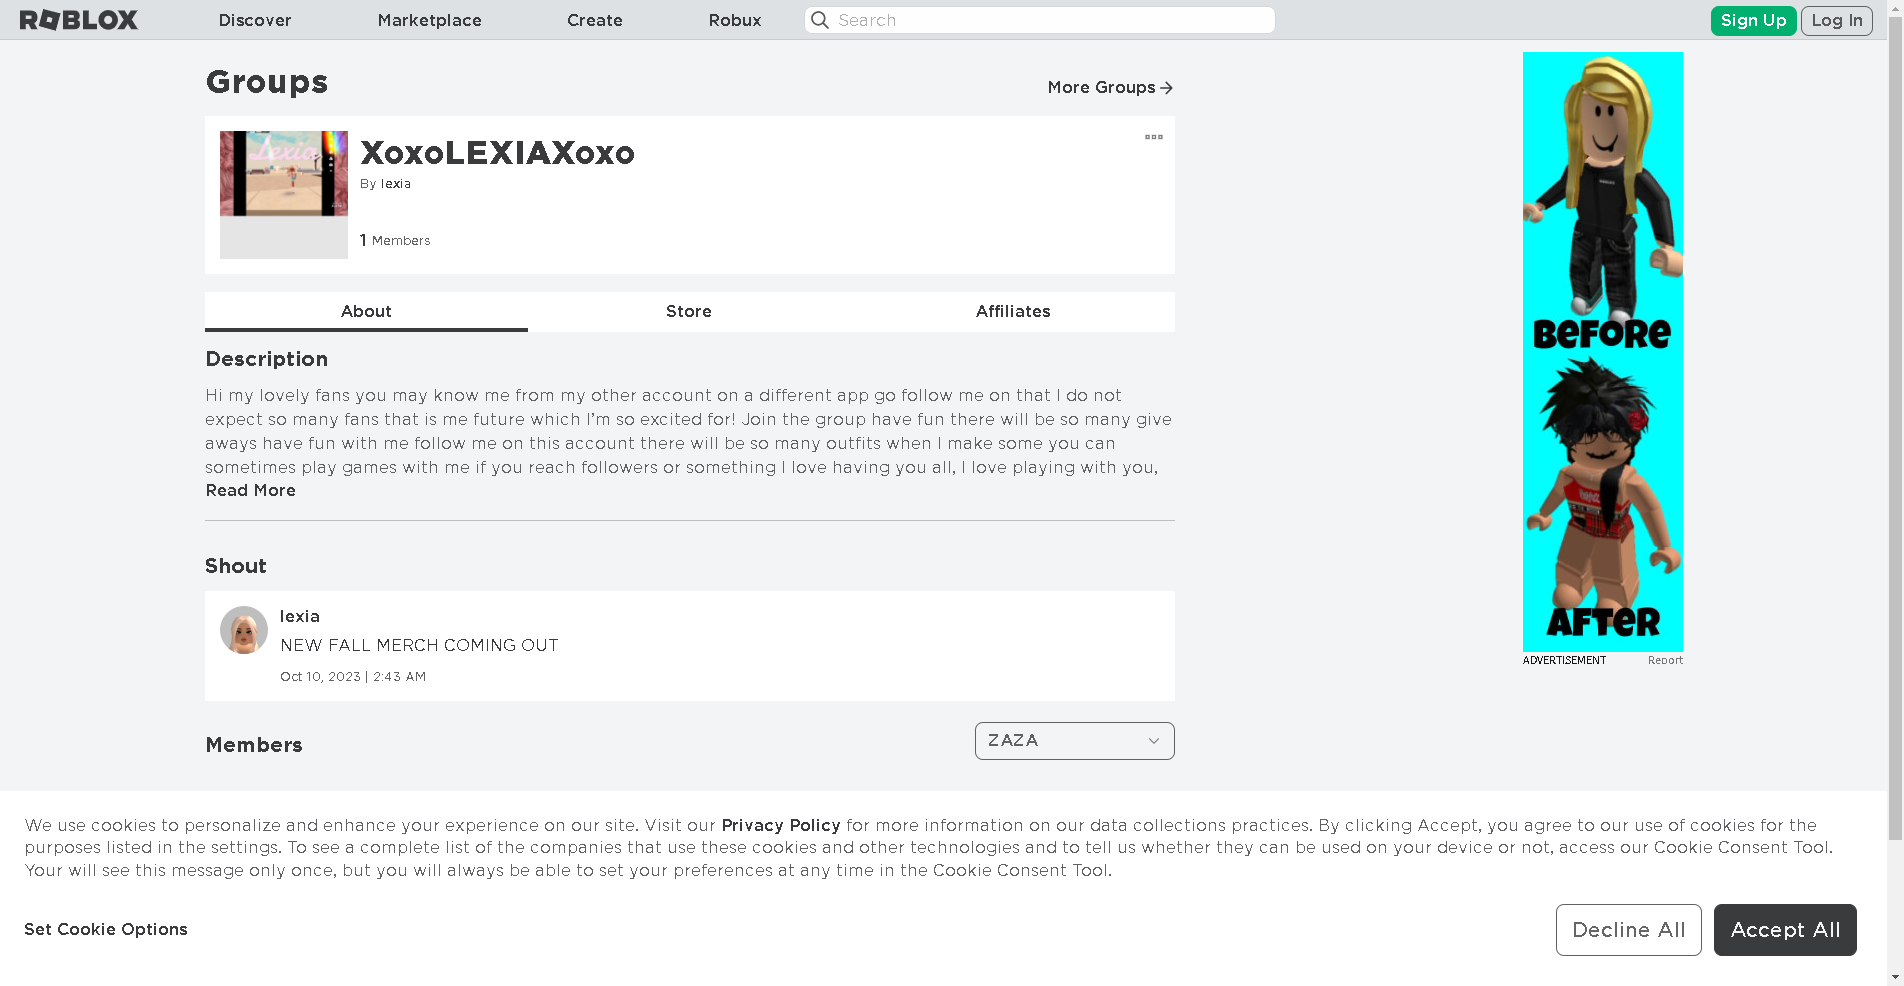 ROBLOX
Discover
Marketplace
Create
Robux
Search
Sign Up
Log In
Groups
More Groups
Lexia
XoxoLEXIAXoxo
By lexia
1 Members
About
Store
Affiliates
Description
Hi my lovely fans you may know me from my other account on a different app go follow me on that I do not
expect so many fans that is me future which I’m so excited for! Join the group have fun there will be so many give
aways have fun with me follow me on this account there will be so many outfits when I make some you can
sometimes play games with me if you reach followers or something I love having you all, I love playing with you,
Read More
Shout
lexia
NEW FALL MERCH COMING OUT
Oct 10, 2023 | 2:43 AM
Members
ZAZA
BEFORE
AFTER
ADVERTISEMENT
Report
We use cookies to personalize and enhance your experience on our site. Visit our Privacy Policy for more information on our data collections practices. By clicking Accept, you agree to our use of cookies for the
purposes listed in the settings. To see a complete list of the companies that use these cookies and other technologies and to tell us whether they can be used on your device or not, access our Cookie Consent Tool.
Your will see this message only once, but you will always be able to set your preferences at any time in the Cookie Consent Tool.
Set Cookie Options
Decline All
Accept All